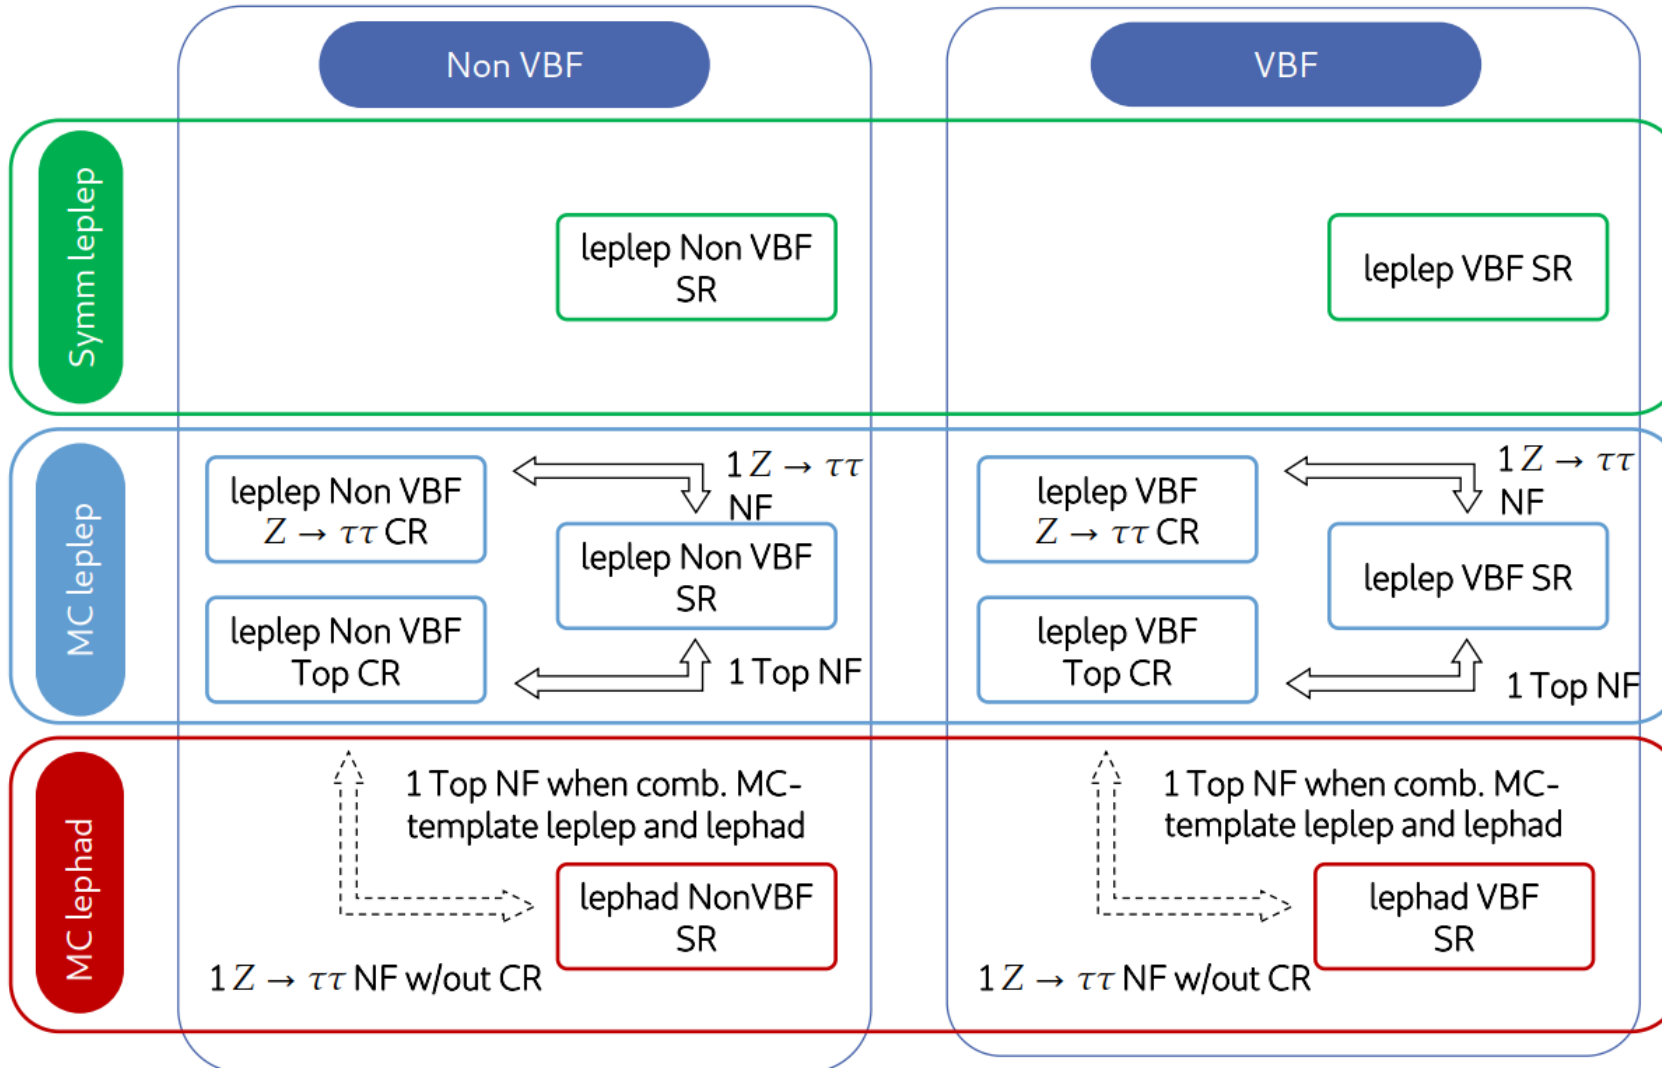 Non VBF
VBF
Symm leplep
leplep Non VBF
SR
leplep VBF SR
MC leplep
leplep Non VBF
Z → ττ CR
1 Z → ττ
NF
leplep Non VBF
SR
leplep Non VBF
Top CR
1 Top NF
leplep VBF
Z → ττ CR
1 Z → ττ
NF
leplep VBF SR
leplep VBF
Top CR
1 Top NF
MC lephad
1 Top NF when comb. MC-
template leplep and lephad
lephad NonVBF
SR
1 Z → ττ NF w/out CR
1 Top NF when comb. MC-
template leplep and lephad
lephad VBF
SR
1 Z → ττ NF w/out CR